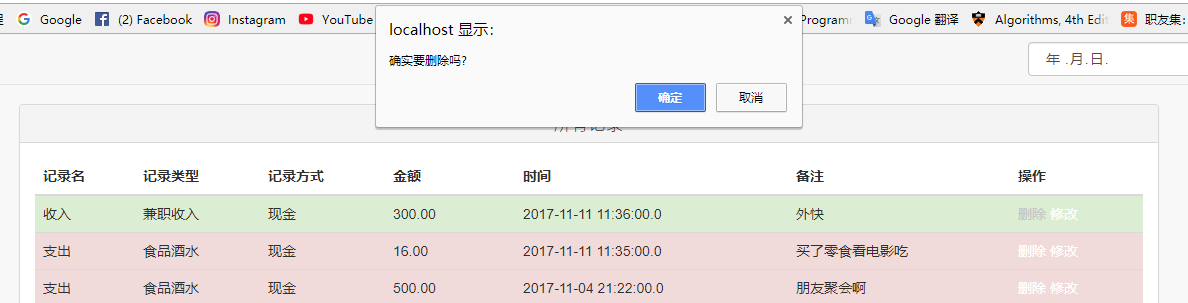 Google (2) Facebook Instagram YouTube Google 翻译 Algorithms, 4th Edit 职友集:
localhost 显示:
确实要删除吗?
确定 取消
年 .月.日.
所有记录
记录名 记录类型 记录方式 金额 时间 备注 操作
收入 兼职收入 现金 300.00 2017-11-11 11:36:00.0 外快 删除 修改
支出 食品酒水 现金 16.00 2017-11-11 11:35:00.0 买了零食看电影吃 删除 修改
支出 食品酒水 现金 500.00 2017-11-04 21:22:00.0 朋友聚会啊 删除 修改